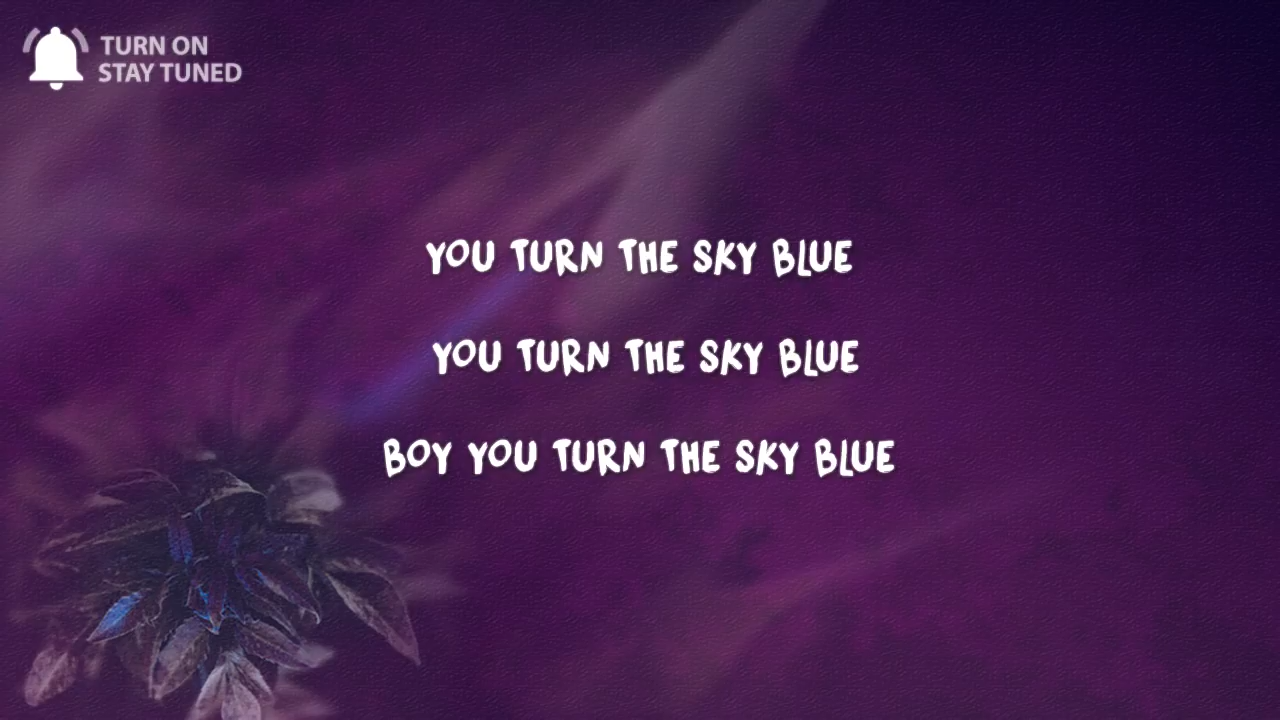 TURN ON
STAY TUNED
YOU TURN THE SKY BLUE
YOU TURN THE SKY BLUE
BOY YOU TURN THE SKY BLUE